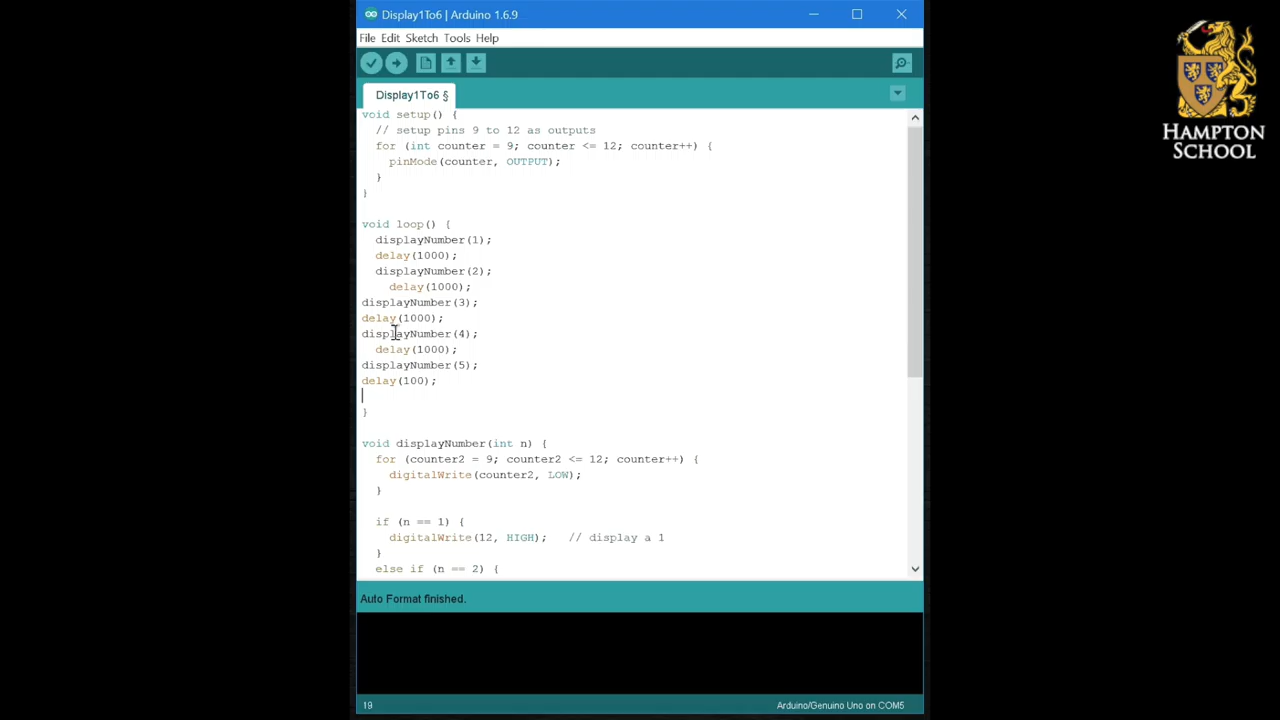 Display1To6 | Arduino 1.6.9
File Edit Sketch Tools Help
Display1To6 §
void setup() {
  // setup pins 9 to 12 as outputs
  for (int counter = 9; counter <= 12; counter++) {
    pinMode(counter, OUTPUT);
  }
}
void loop() {
  displayNumber(1);
  delay(1000);
  displayNumber(2);
    delay(1000);
displayNumber(3);
delay(1000);
displayNumber(4);
  delay(1000);
displayNumber(5);
delay(100);
}
void displayNumber(int n) {
  for (counter2 = 9; counter2 <= 12; counter++) {
    digitalWrite(counter2, LOW);
  }
  if (n == 1) {
    digitalWrite(12, HIGH);   // display a 1
  }
  else if (n == 2) {
Auto Format finished.
19
Arduino/Genuino Uno on COM5
HAMPTON
SCHOOL